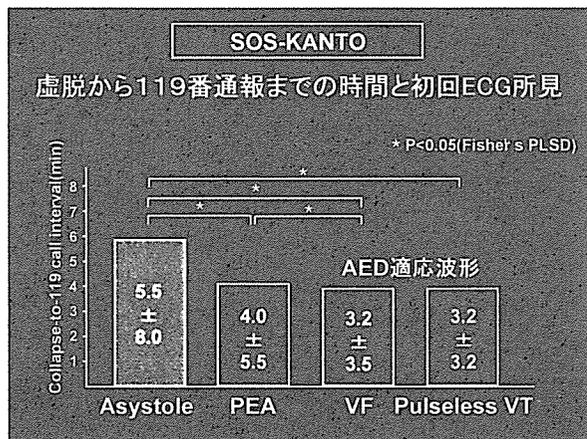 SOS-KANTO
虚脱から119番通報までの時間と初回ECG所見
* P<0.05(Fisher's PLSD)
Collapse-to-119 call interval(min)
8
7
6
5
4
3
2
1
*
*
*
*
AED適応波形
5.5
±
8.0
4.0
±
5.5
3.2
±
3.5
3.2
±
3.2
Asystole
PEA
VF
Pulseless VT